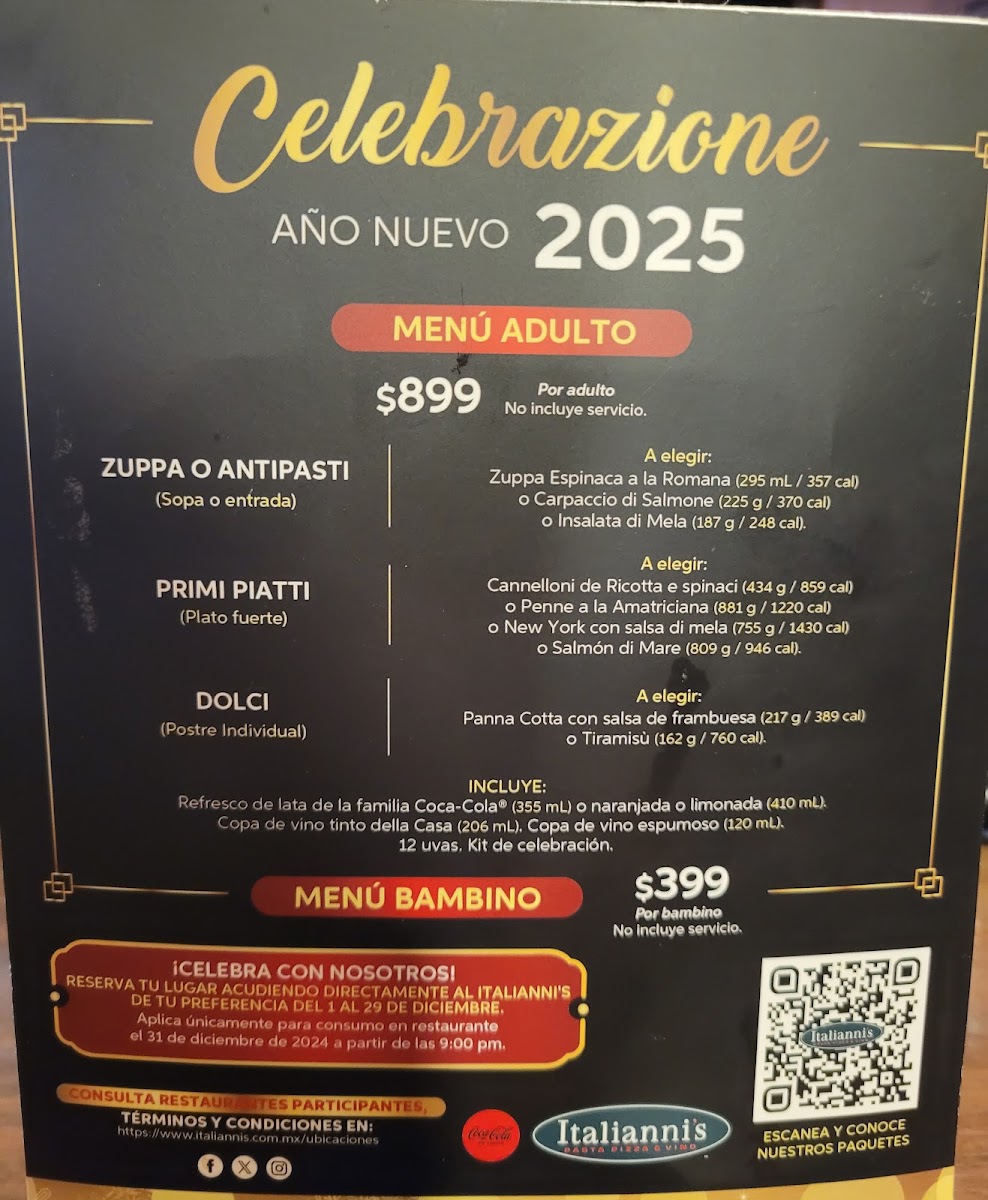 Celebrazione
AÑO NUEVO 2025
MENÚ ADULTO
$899
Por adulto
No incluye servicio.
ZUPPA O ANTIPASTI
(Sopa o entrada)
A elegir:
Zuppa Espinaca a la Romana (295 mL / 357 cal)
o Carpaccio di Salmone (225 g / 370 cal)
o Insalata di Mela (187 g / 248 cal).
PRIMI PIATTI
(Plato fuerte)
A elegir:
Cannelloni de Ricotta e spinaci (434 g / 859 cal)
o Penne a la Amatriciana (881 g / 1220 cal)
o New York con salsa di mela (755 g / 1430 cal)
o Salmón di Mare (809 g / 946 cal).
DOLCI
(Postre Individual)
A elegir:
Panna Cotta con salsa de frambuesa (217 g / 389 cal)
o Tiramisù (162 g / 760 cal).
INCLUYE:
Refresco de lata de la familia Coca-Cola® (355 mL) o naranjada o limonada (410 mL).
Copa de vino tinto della Casa (206 mL). Copa de vino espumoso (120 mL).
12 uvas. Kit de celebración.
MENÚ BAMBINO
$399
Por bambino
No incluye servicio.
¡CELEBRA CON NOSOTROS!
RESERVA TU LUGAR ACUDIENDO DIRECTAMENTE AL ITALIANNI'S
DE TU PREFERENCIA DEL 1 AL 29 DE DICIEMBRE.
Aplica únicamente para consumo en restaurante
el 31 de diciembre de 2024 a partir de las 9:00 pm.
Italianni's
CONSULTA RESTAURANTES PARTICIPANTES,
TÉRMINOS Y CONDICIONES EN:
https://www.italiannis.com.mx/ubicaciones
Coca-Cola
Italianni's
PASTA PIZZA & VINO
ESCANEA Y CONOCE
NUESTROS PAQUETES